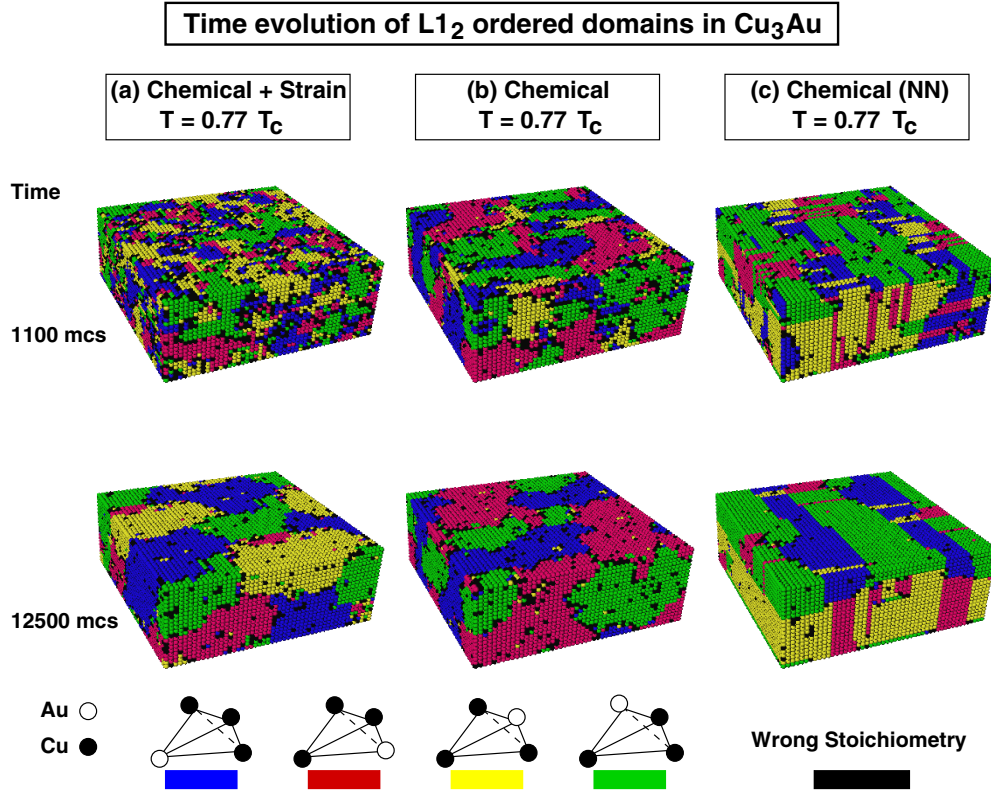 Time evolution of L1₂ ordered domains in Cu₃Au
(a) Chemical + Strain
T = 0.77 T_c
(b) Chemical
T = 0.77 T_c
(c) Chemical (NN)
T = 0.77 T_c
Time
1100 mcs
12500 mcs
Au
Cu
Wrong Stoichiometry